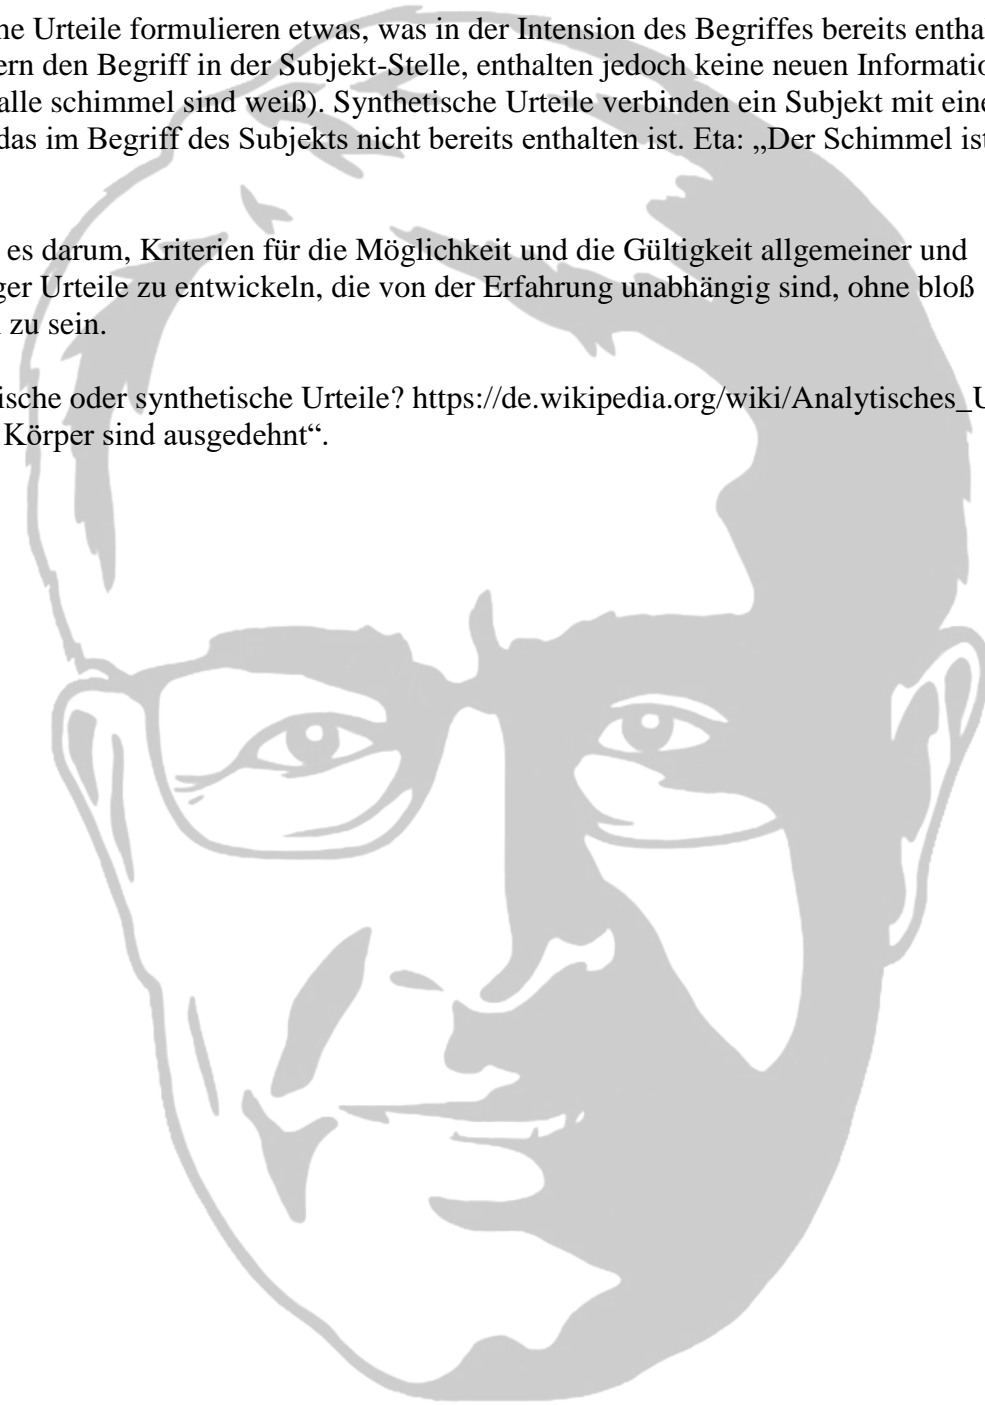 ne Urteile formulieren etwas, was in der Intension des Begriffes bereits entha
ern den Begriff in der Subjekt-Stelle, enthalten jedoch keine neuen Informatio
alle schimmel sind weiß). Synthetische Urteile verbinden ein Subjekt mit eine
das im Begriff des Subjekts nicht bereits enthalten ist. Eta: „Der Schimmel ist
es darum, Kriterien für die Möglichkeit und die Gültigkeit allgemeiner und
ger Urteile zu entwickeln, die von der Erfahrung unabhängig sind, ohne bloß
zu sein.
ische oder synthetische Urteile? https://de.wikipedia.org/wiki/Analytisches_U
Körper sind ausgedehnt“.